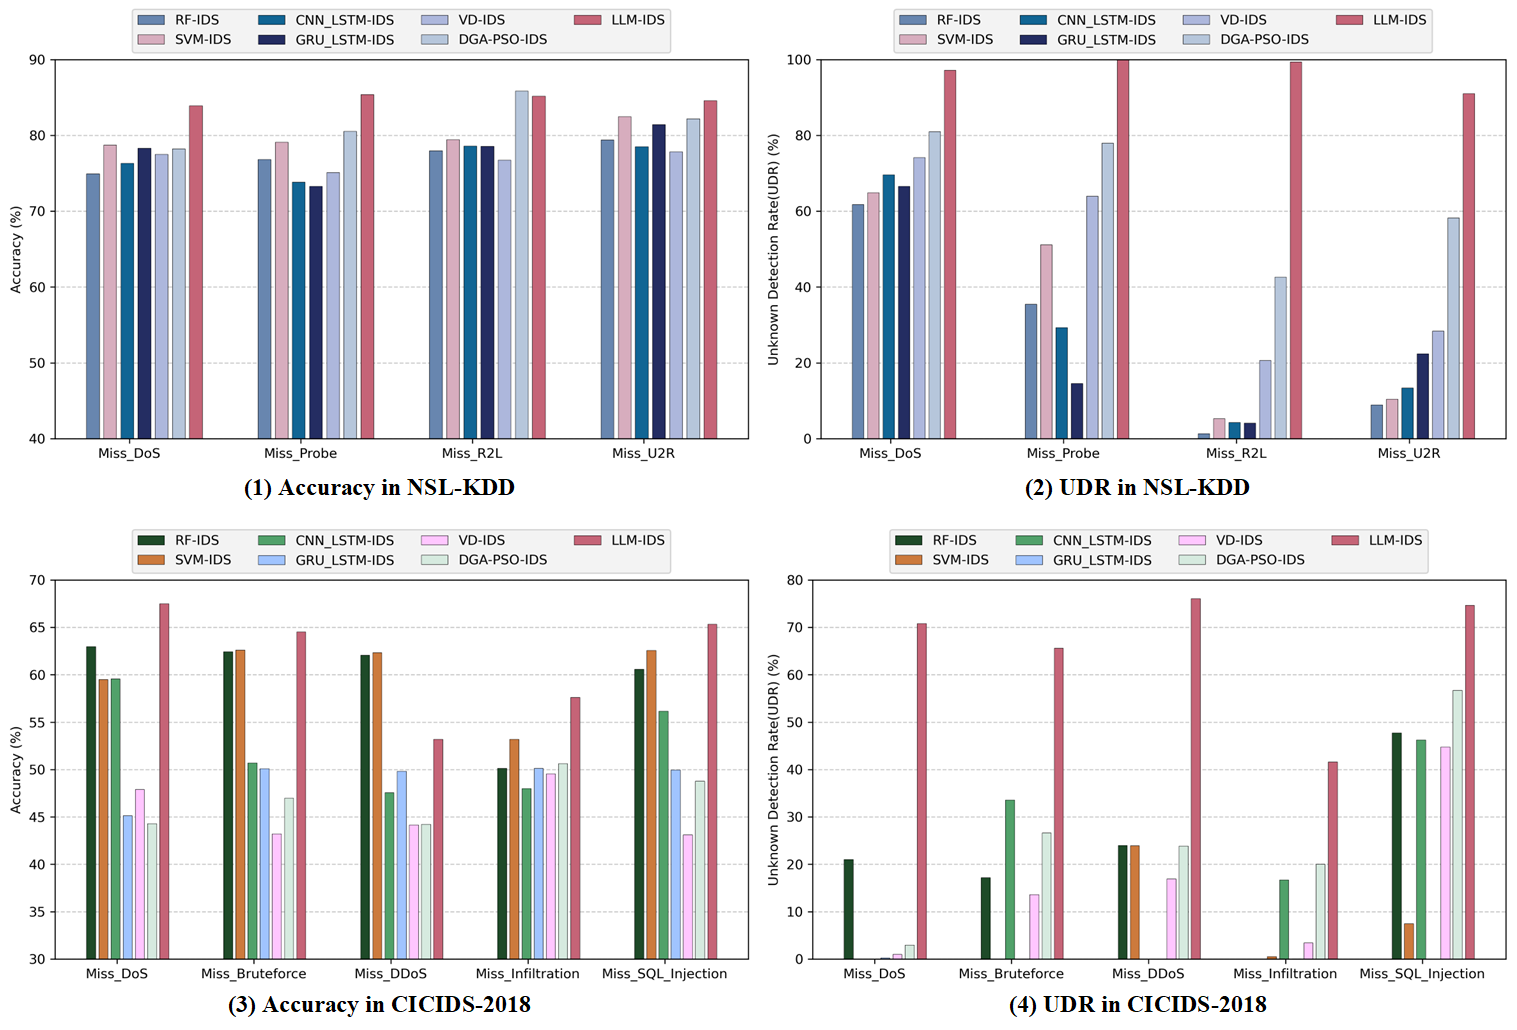 RF-IDS CNN_LSTM-IDS VD-IDS LLM-IDS
SVM-IDS GRU_LSTM-IDS DGA-PSO-IDS
90
80
70
60
50
40
Accuracy (%)
Miss_DoS Miss_Probe Miss_R2L Miss_U2R
(1) Accuracy in NSL-KDD
RF-IDS CNN_LSTM-IDS VD-IDS LLM-IDS
SVM-IDS GRU_LSTM-IDS DGA-PSO-IDS
100
80
60
40
20
0
Unknown Detection Rate(UDR) (%)
Miss_DoS Miss_Probe Miss_R2L Miss_U2R
(2) UDR in NSL-KDD
RF-IDS CNN_LSTM-IDS VD-IDS LLM-IDS
SVM-IDS GRU_LSTM-IDS DGA-PSO-IDS
70
65
60
55
50
45
40
35
30
Accuracy (%)
Miss_DoS Miss_Bruteforce Miss_DDoS Miss_Infiltration Miss_SQL_Injection
(3) Accuracy in CICIDS-2018
RF-IDS CNN_LSTM-IDS VD-IDS LLM-IDS
SVM-IDS GRU_LSTM-IDS DGA-PSO-IDS
80
70
60
50
40
30
20
10
0
Unknown Detection Rate(UDR) (%)
Miss_DoS Miss_Bruteforce Miss_DDoS Miss_Infiltration Miss_SQL_Injection
(4) UDR in CICIDS-2018